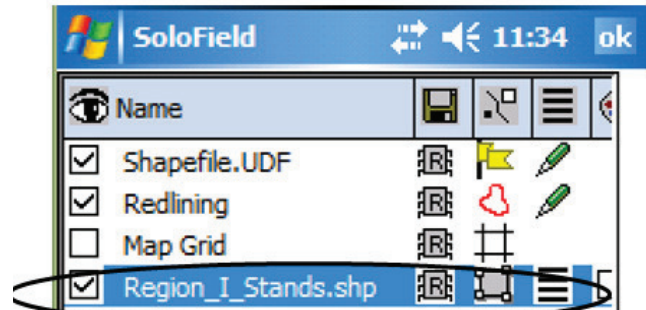 SoloField 11:34 ok
Name
Shapefile.UDF R
Redlining R
Map Grid R
Region_I_Stands.shp R